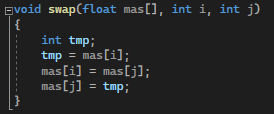 void swap(float mas[], int i, int j)
{
    int tmp;
    tmp = mas[i];
    mas[i] = mas[j];
    mas[j] = tmp;
}